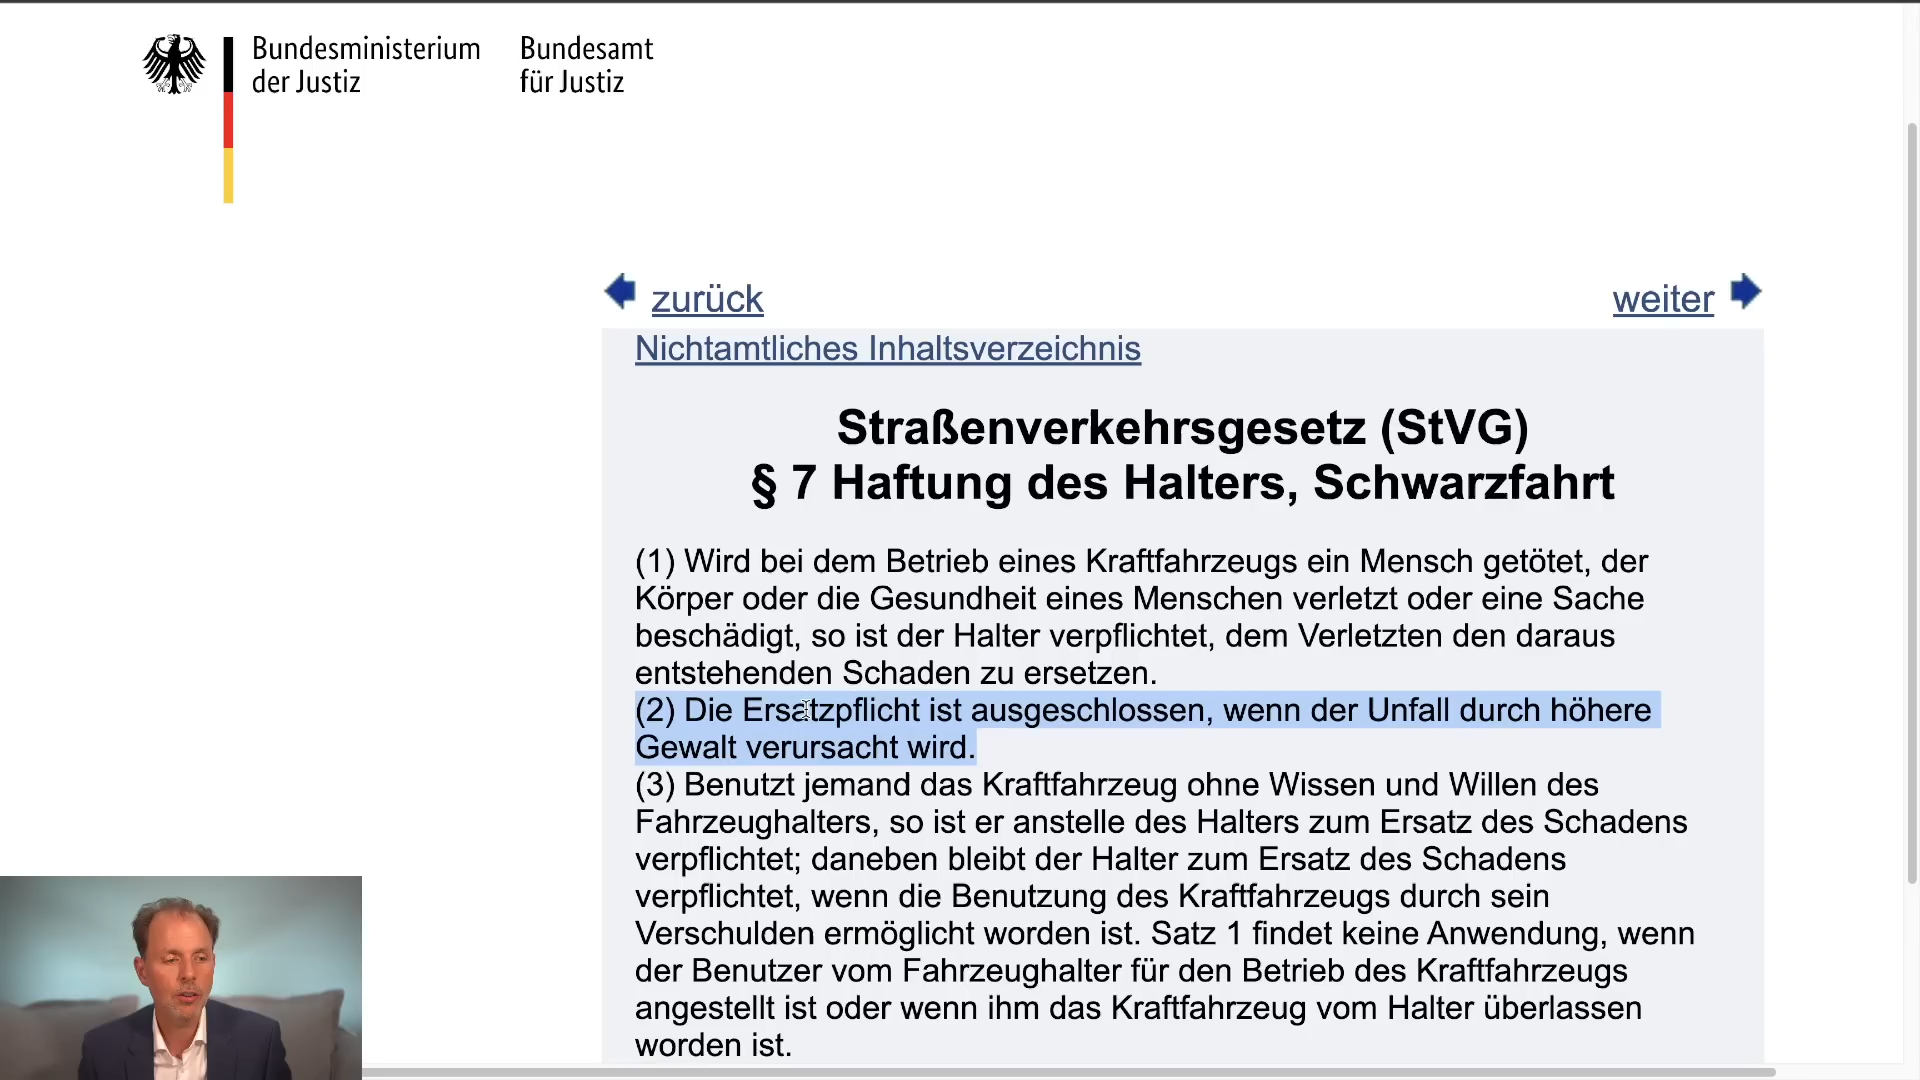 Bundesministerium
der Justiz
Bundesamt
für Justiz
zurück
weiter
Nichtamtliches Inhaltsverzeichnis
Straßenverkehrsgesetz (StVG)
§ 7 Haftung des Halters, Schwarzfahrt
(1) Wird bei dem Betrieb eines Kraftfahrzeugs ein Mensch getötet, der
Körper oder die Gesundheit eines Menschen verletzt oder eine Sache
beschädigt, so ist der Halter verpflichtet, dem Verletzten den daraus
entstehenden Schaden zu ersetzen.
(2) Die Ersatzpflicht ist ausgeschlossen, wenn der Unfall durch höhere
Gewalt verursacht wird.
(3) Benutzt jemand das Kraftfahrzeug ohne Wissen und Willen des
Fahrzeughalters, so ist er anstelle des Halters zum Ersatz des Schadens
verpflichtet; daneben bleibt der Halter zum Ersatz des Schadens
verpflichtet, wenn die Benutzung des Kraftfahrzeugs durch sein
Verschulden ermöglicht worden ist. Satz 1 findet keine Anwendung, wenn
der Benutzer vom Fahrzeughalter für den Betrieb des Kraftfahrzeugs
angestellt ist oder wenn ihm das Kraftfahrzeug vom Halter überlassen
worden ist.